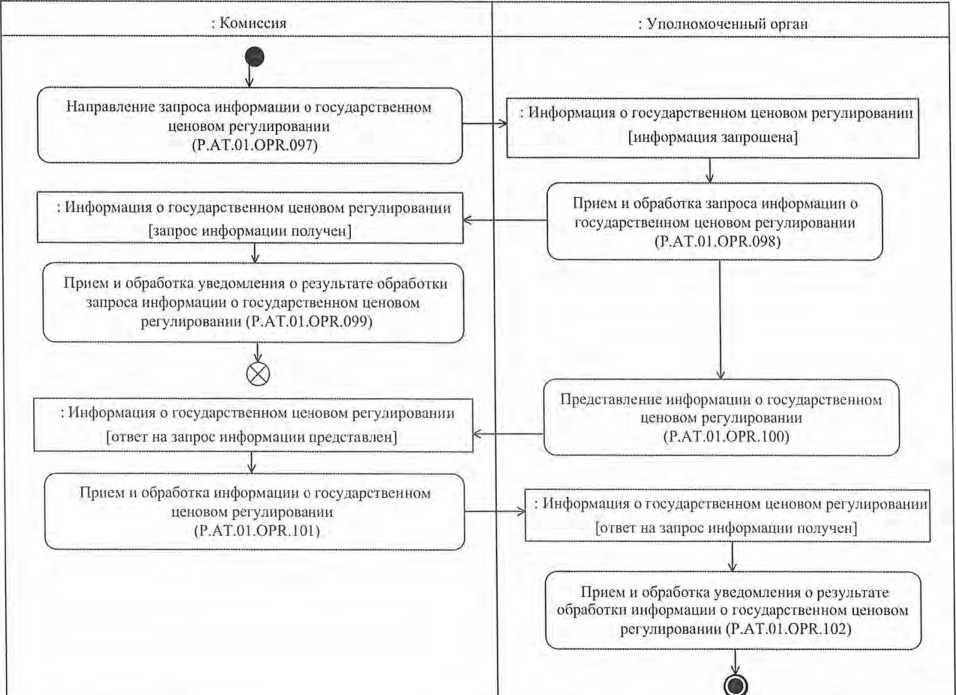 : Комиссия
: Уполномоченный орган
Направление запроса информации о государственном
ценовом регулировании
(P.AT.01.OPR.097)
: Информация о государственном ценовом регулировании
[информация запрошена]
: Информация о государственном ценовом регулировании
[запрос информации получен]
Прием и обработка запроса информации о
государственном ценовом регулировании
(P.AT.01.OPR.098)
Прием и обработка уведомления о результате обработки
запроса информации о государственном ценовом
регулировании (P.AT.01.OPR.099)
: Информация о государственном ценовом регулировании
[ответ на запрос информации представлен]
Представление информации о государственном
ценовом регулировании
(P.AT.01.OPR.100)
Прием и обработка информации о государственном
ценовом регулировании
(P.AT.01.OPR.101)
: Информация о государственном ценовом регулировании
[ответ на запрос информации получен]
Прием и обработка уведомления о результате
обработки информации о государственном ценовом
регулировании (P.AT.01.OPR.102)